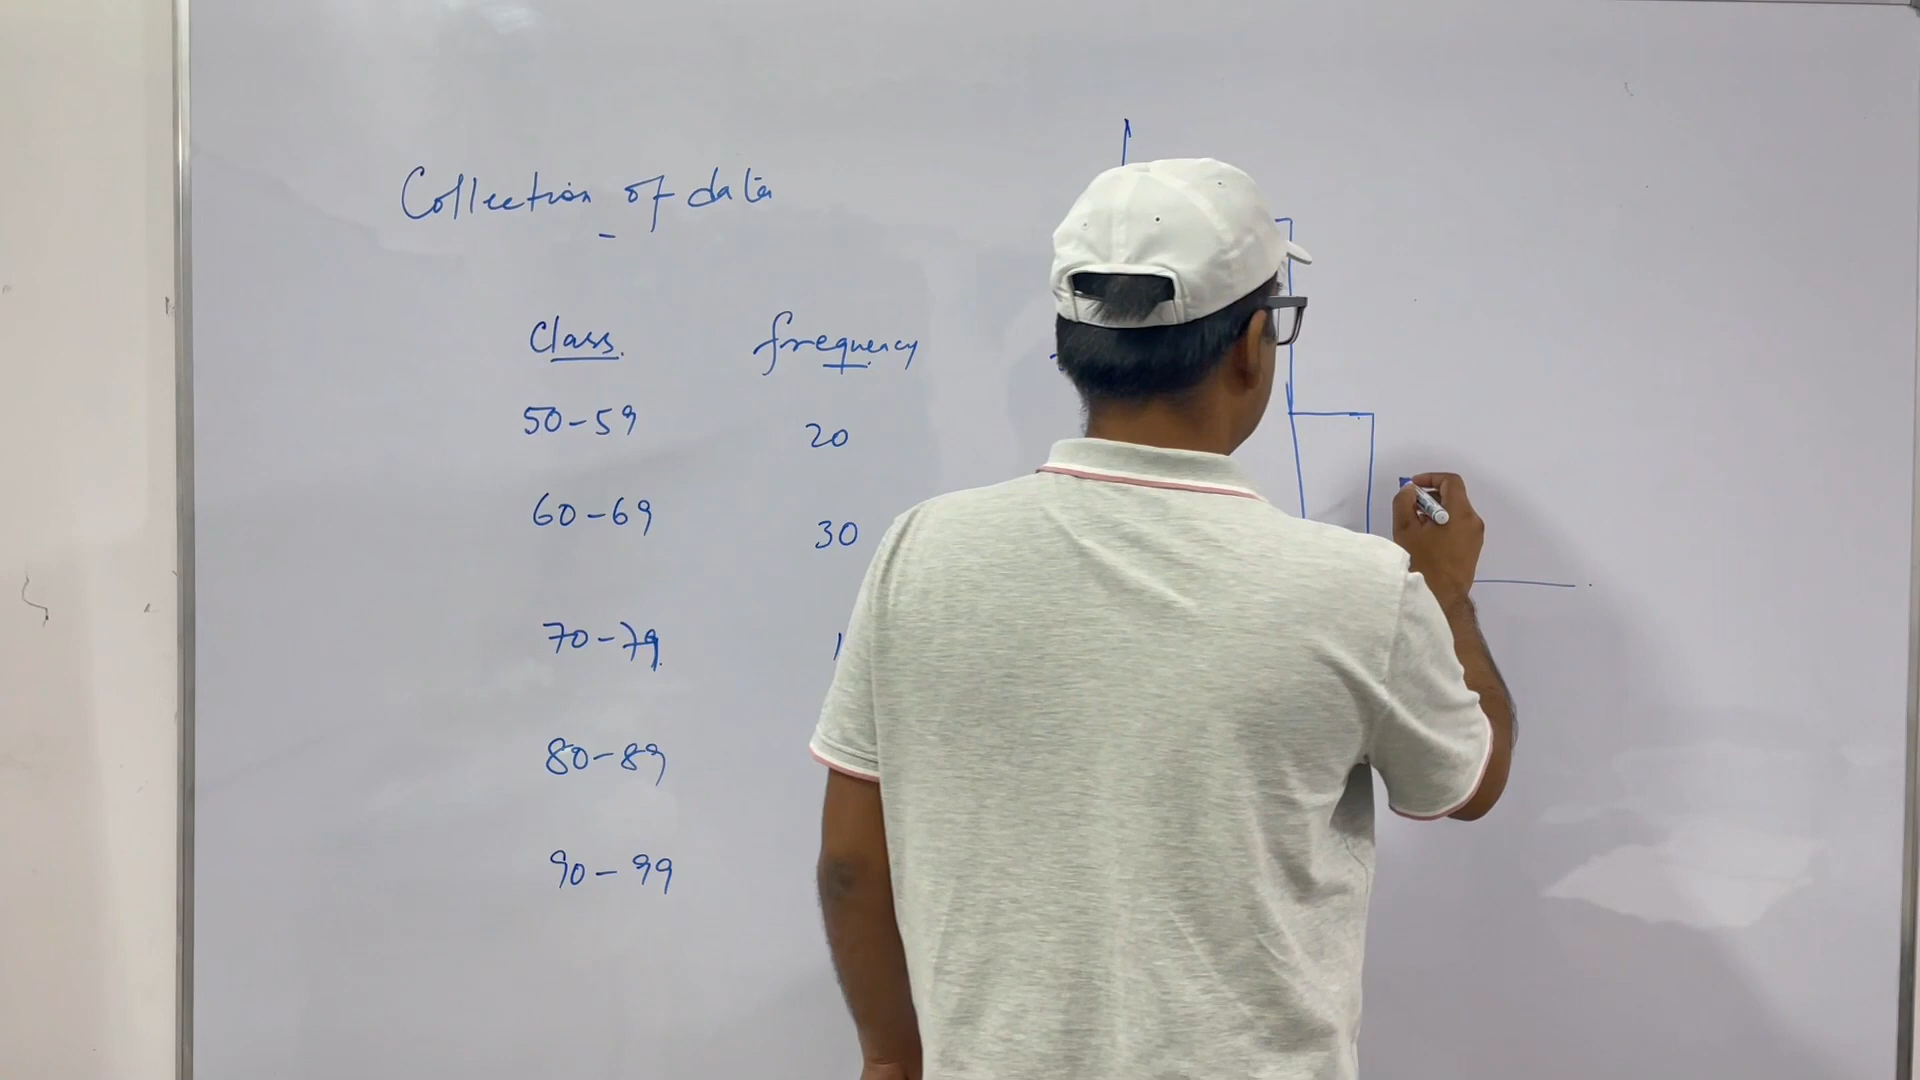 Collection of data
Class frequency
50-59 20
60-69 30
70-79
80-89
90-99